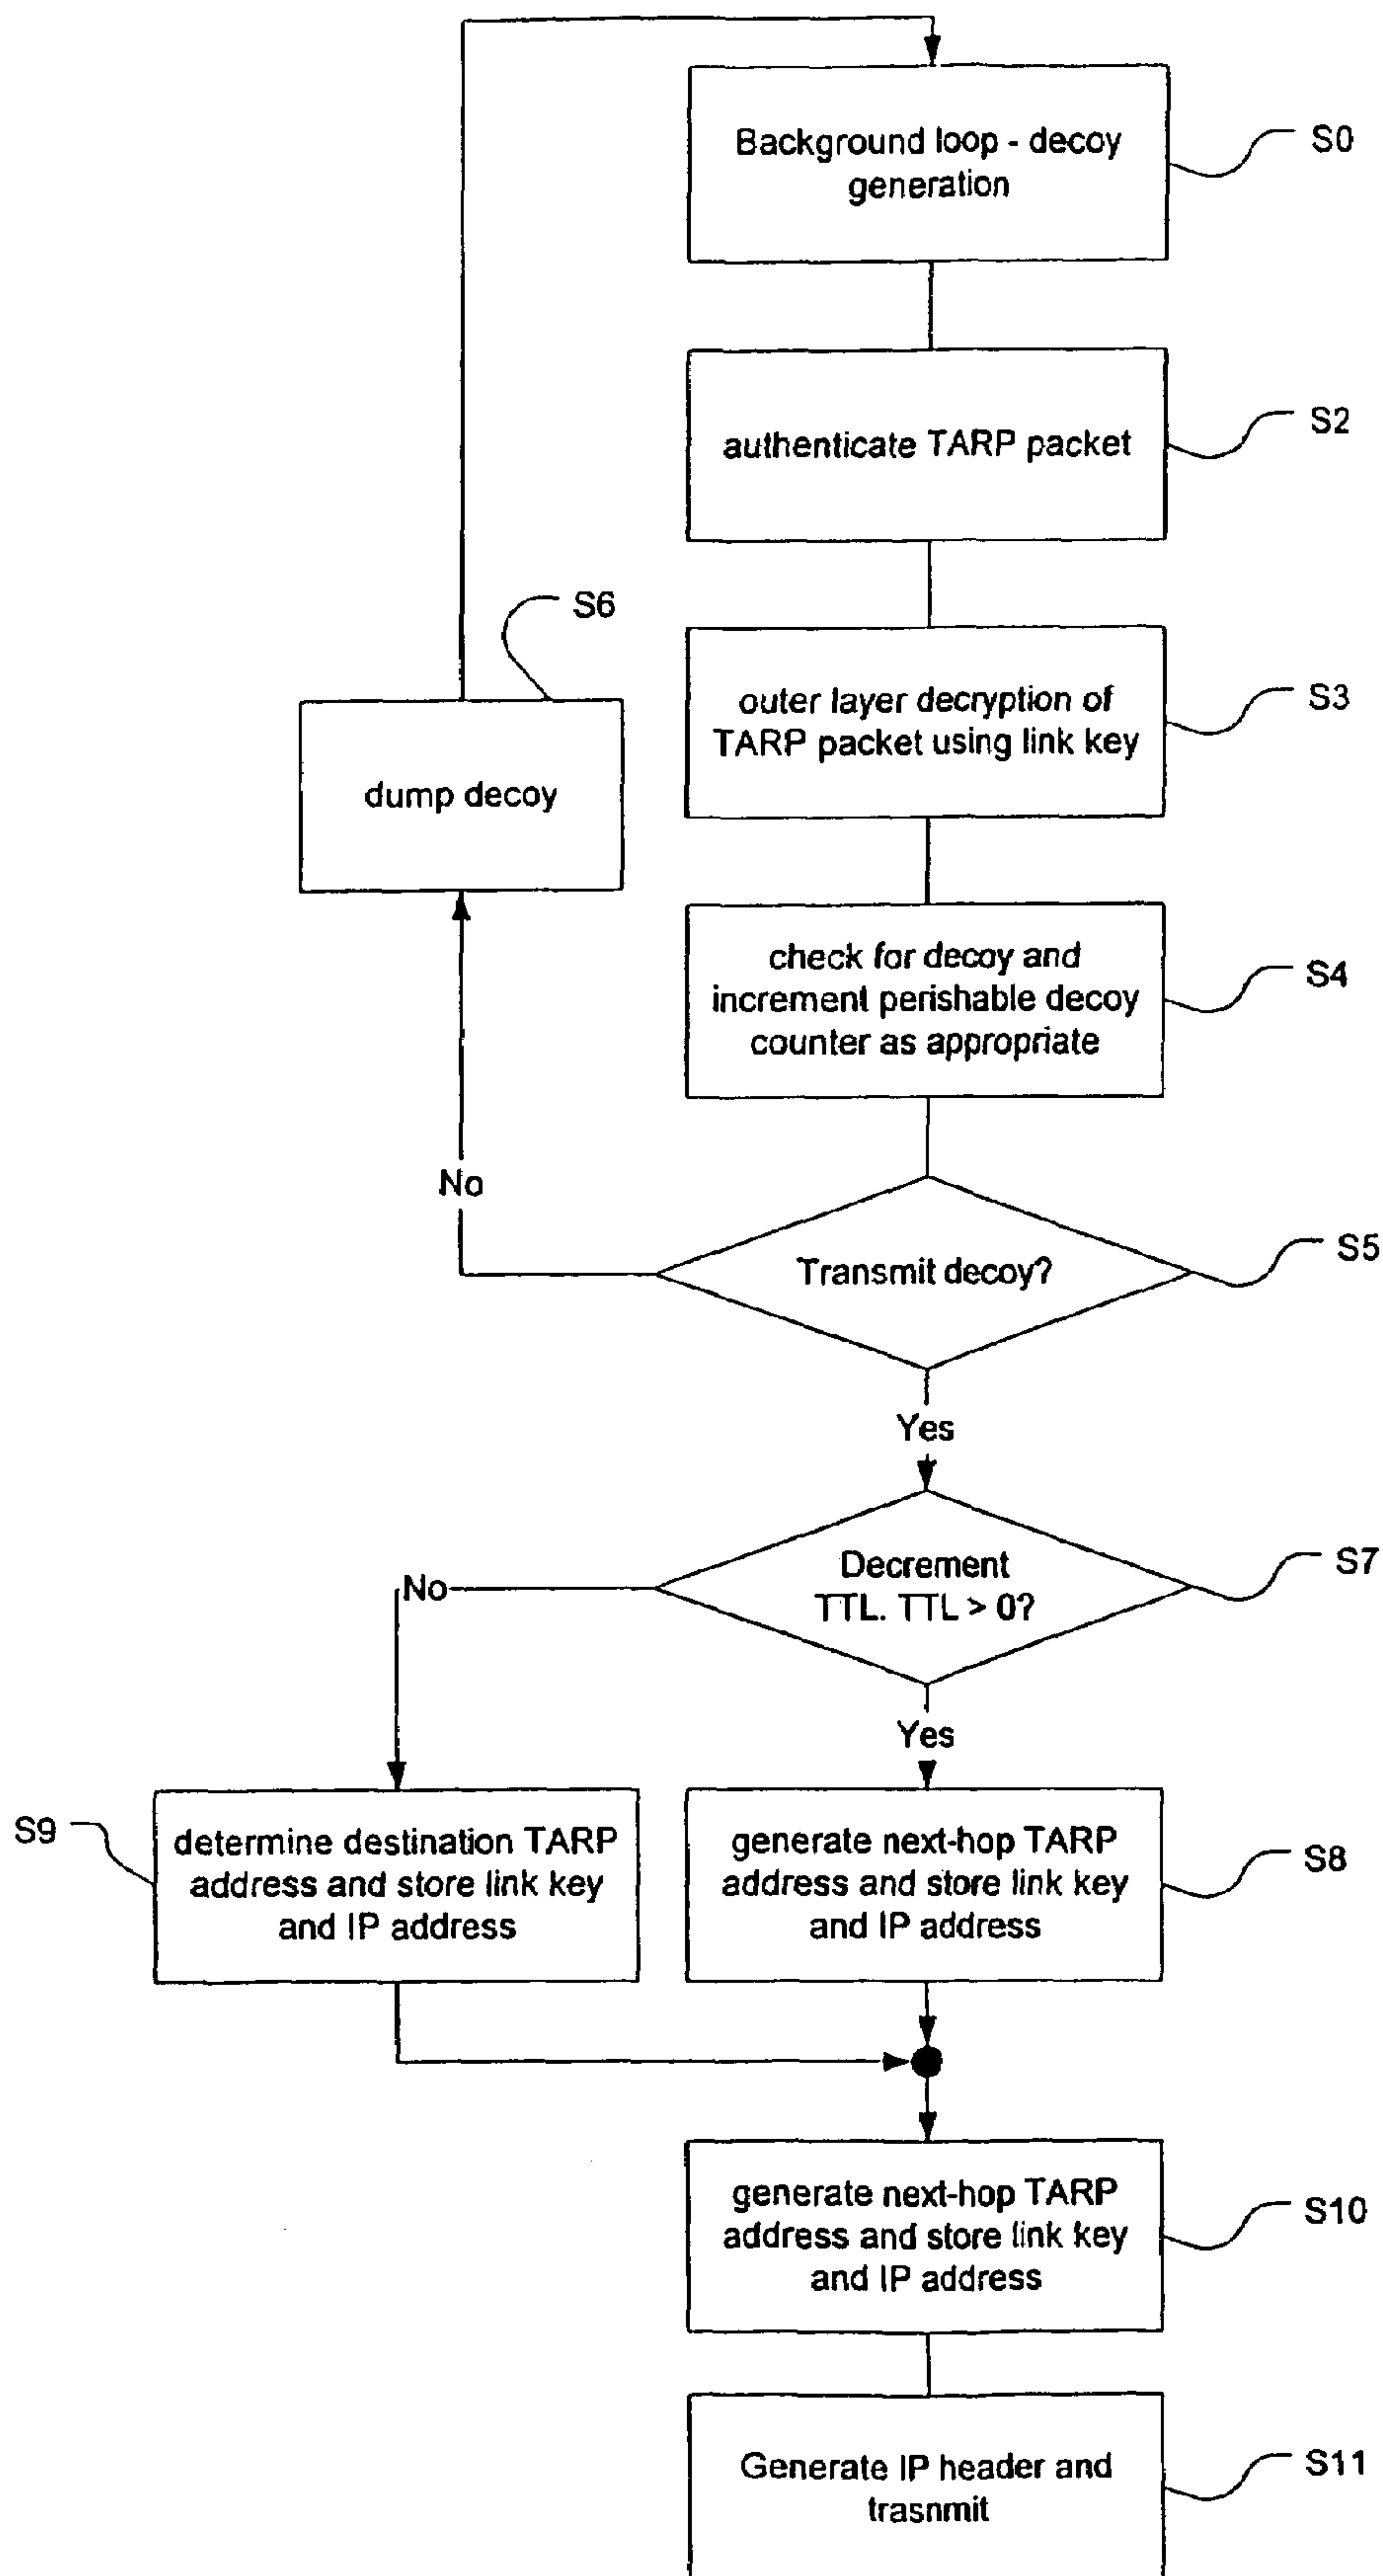 Background loop - decoy
generation
S0
authenticate TARP packet
S2
outer layer decryption of
TARP packet using link key
S3
S6
dump decoy
check for decoy and
increment perishable decoy
counter as appropriate
S4
No
Transmit decoy?
S5
Yes
Decrement
TTL. TTL > 0?
S7
No
Yes
S9
determine destination TARP
address and store link key
and IP address
generate next-hop TARP
address and store link key
and IP address
S8
generate next-hop TARP
address and store link key
and IP address
S10
Generate IP header and
trasnmit
S11